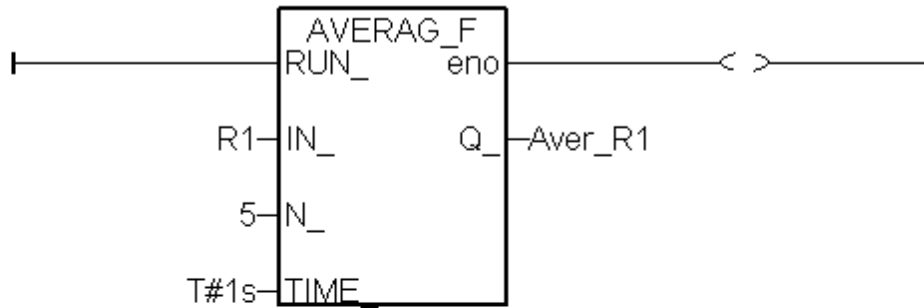 AVERAG_F
RUN_ eno
R1 IN_ Q_ Aver_R1
5 N_
T#1s TIME_